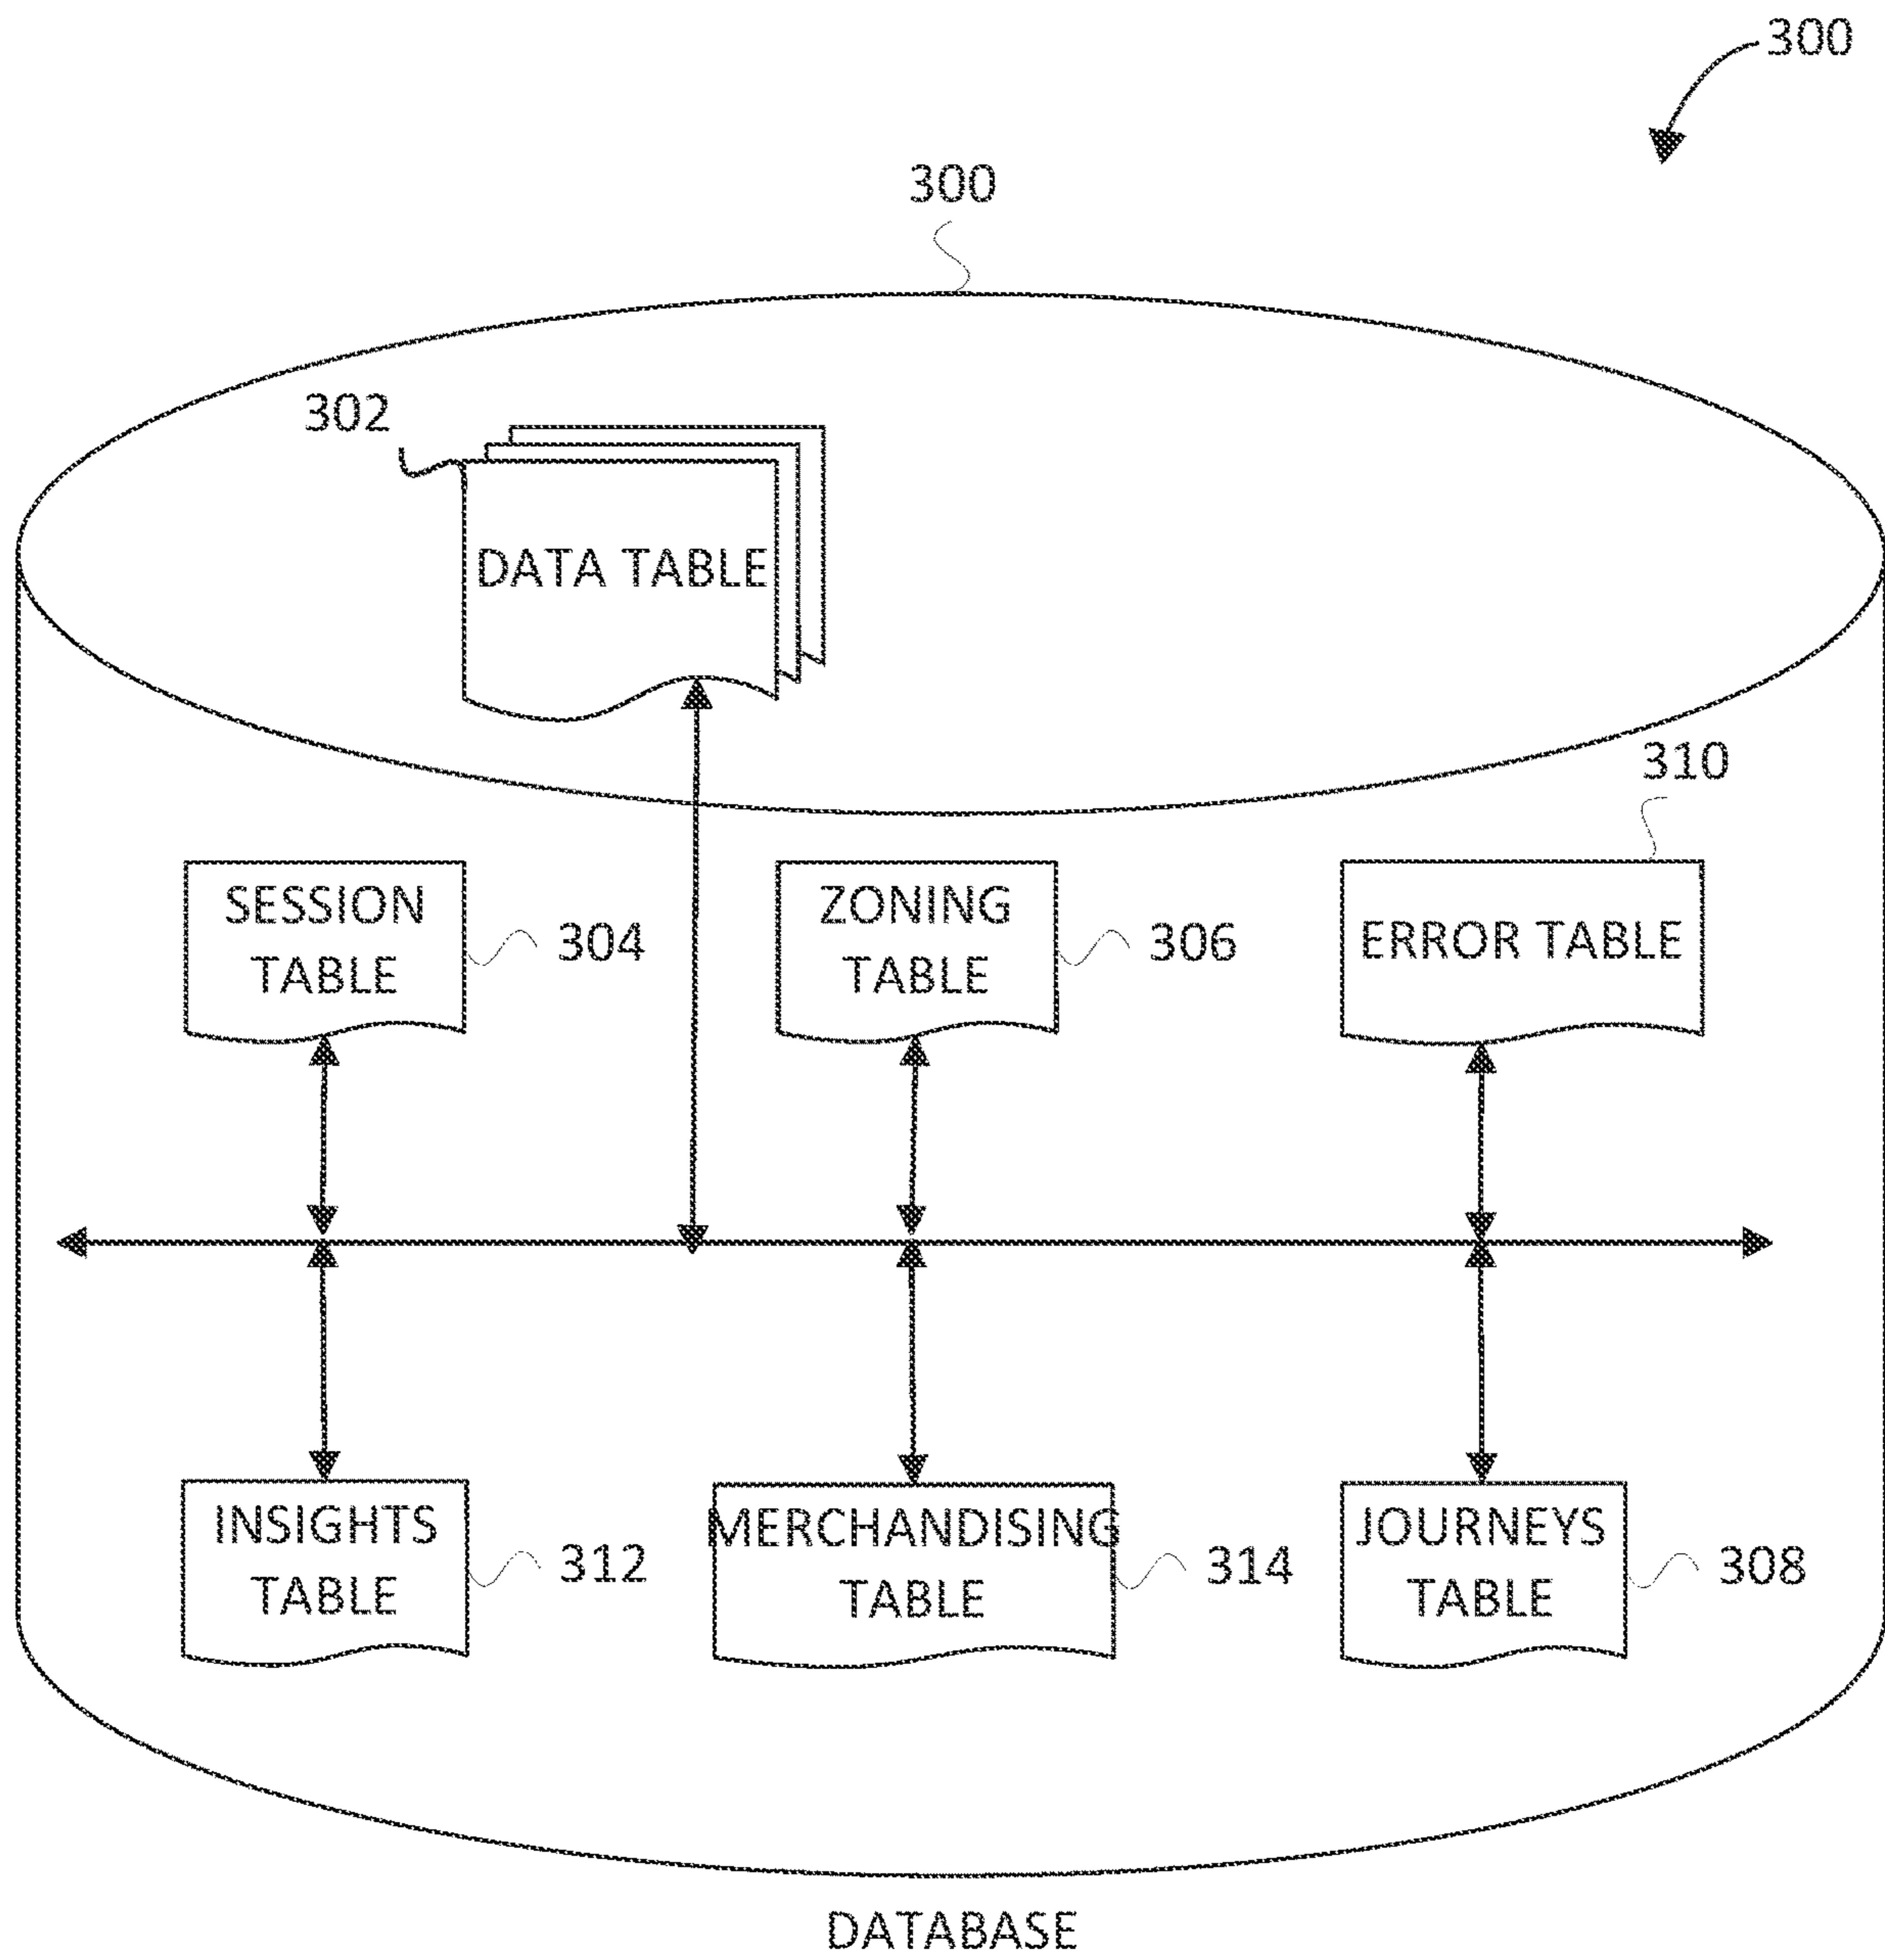 300
300
302
DATA TABLE
310
SESSION
TABLE
304
ZONING
TABLE
306
ERROR TABLE
INSIGHTS
TABLE
312
MERCHANDISING
TABLE
314
JOURNEYS
TABLE
308
DATABASE